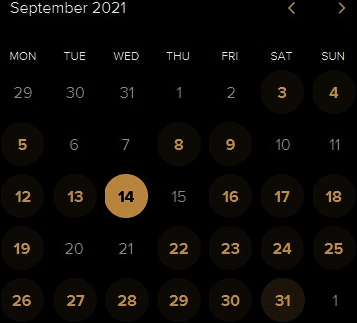 September 2021
MON TUE WED THU FRI SAT SUN
29 30 31 1 2 3 4
5 6 7 8 9 10 11
12 13 14 15 16 17 18
19 20 21 22 23 24 25
26 27 28 29 30 31 1